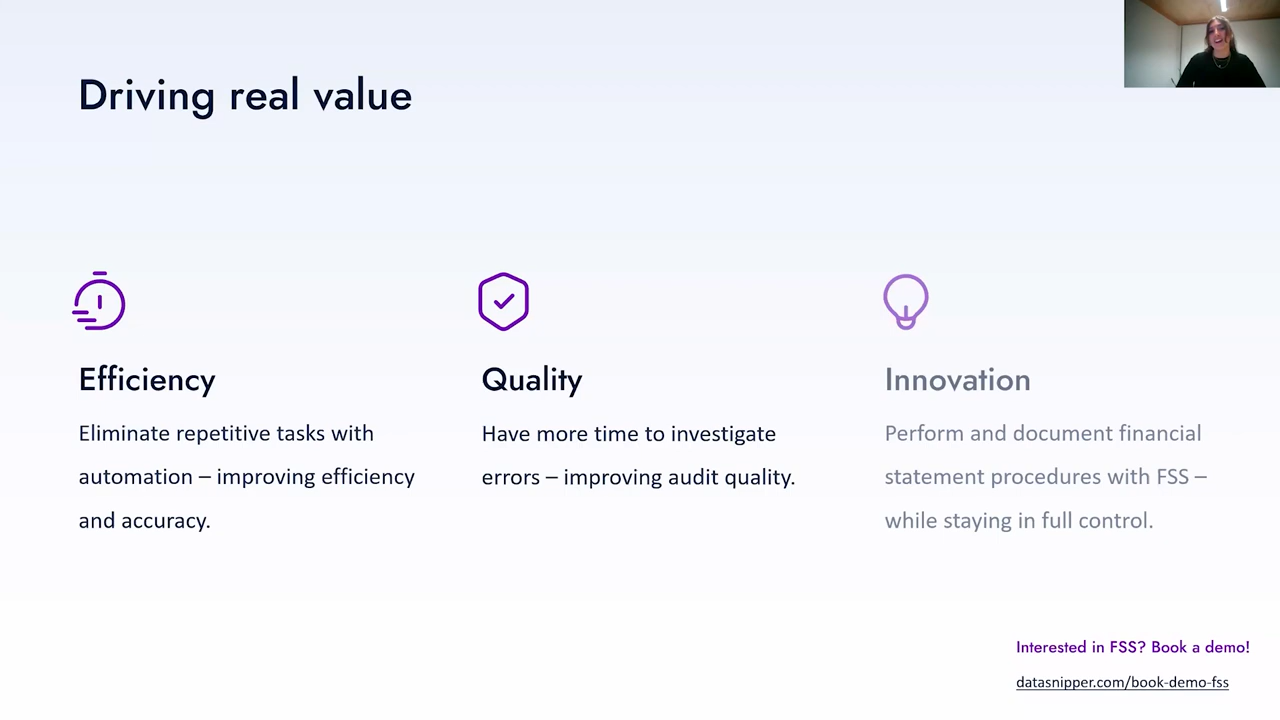 Driving real value
Efficiency
Eliminate repetitive tasks with
automation – improving efficiency
and accuracy.
Quality
Have more time to investigate
errors – improving audit quality.
Innovation
Perform and document financial
statement procedures with FSS –
while staying in full control.
Interested in FSS? Book a demo!
datasnipper.com/book-demo-fss